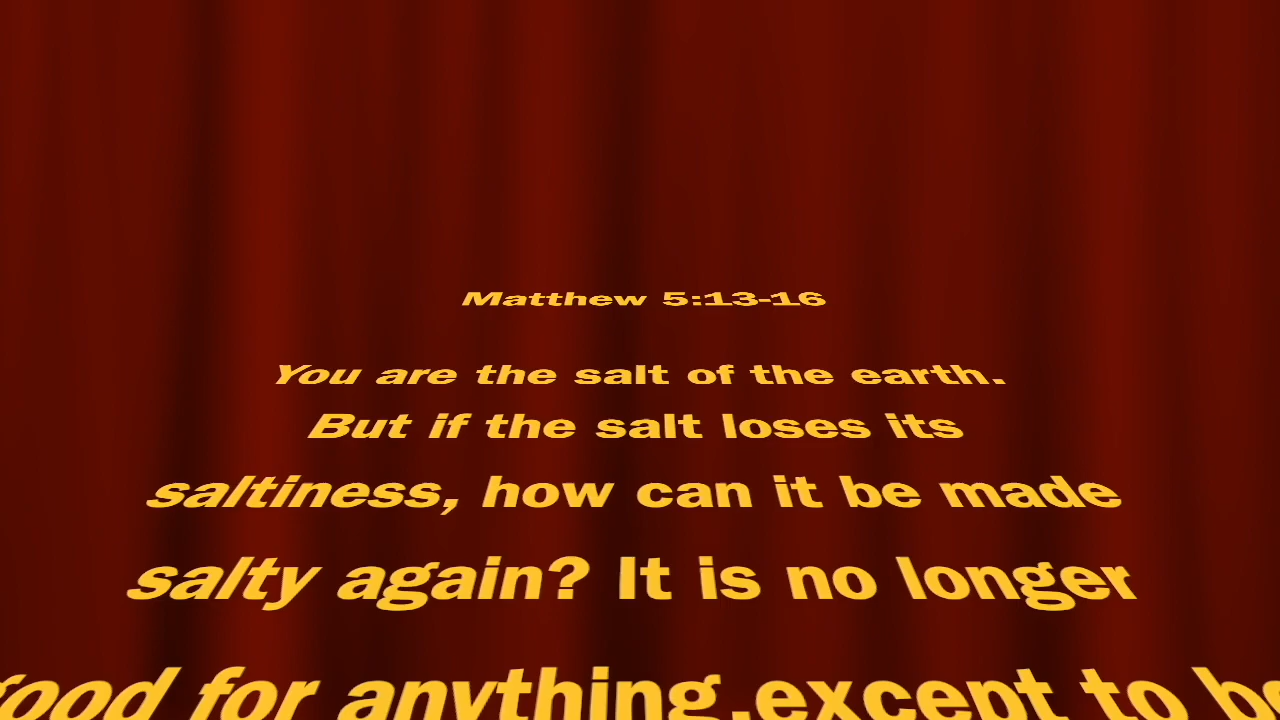 Matthew 5:13-16
You are the salt of the earth.
But if the salt loses its
saltiness, how can it be made
salty again? It is no longer
good for anything,except to be